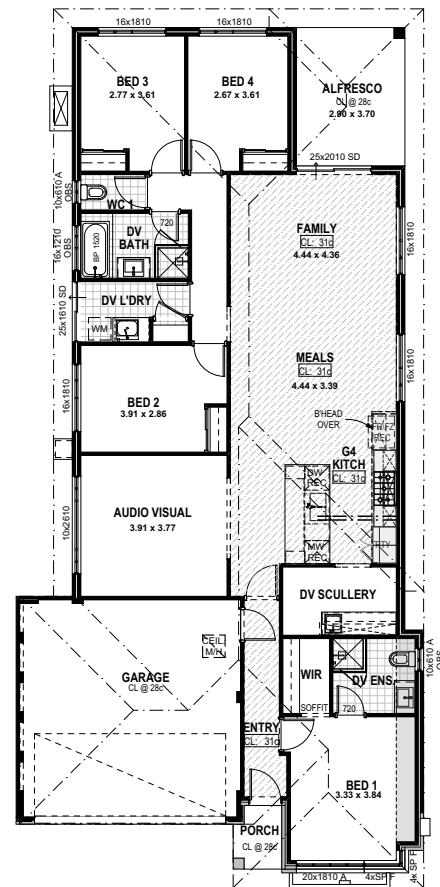 16x1810
16x1810
BED 3
2.77 x 3.61
BED 4
2.67 x 3.61
ALFRESCO
CL @ 28c
2.90 x 3.70
25x2010 SD
10x610 A
OBS
WC 1
FAMILY
CL: 31c
4.44 x 4.36
16x1810
16x1210
OBS
BP 1520
DV
BATH
720
25x1610 SD
DV L'DRY
WM
MEALS
CL: 31c
4.44 x 3.39
16x1810
16x1810
BED 2
3.91 x 2.86
B'HEAD
OVER
FR/FZ
REC
G4
KITCH
CL: 31c
DW
REC
AUDIO VISUAL
3.91 x 3.77
10x2610
MW
REC
PTY
DV SCULLERY
CEIL
M/H
GARAGE
CL @ 28c
WIR
SOFFIT
DV ENS
720
10x610 A
OBS
ENTRY
CL: 31c
BED 1
3.33 x 3.84
PORCH
CL @ 28c
20x1810 A
4xSP F
4x SP F